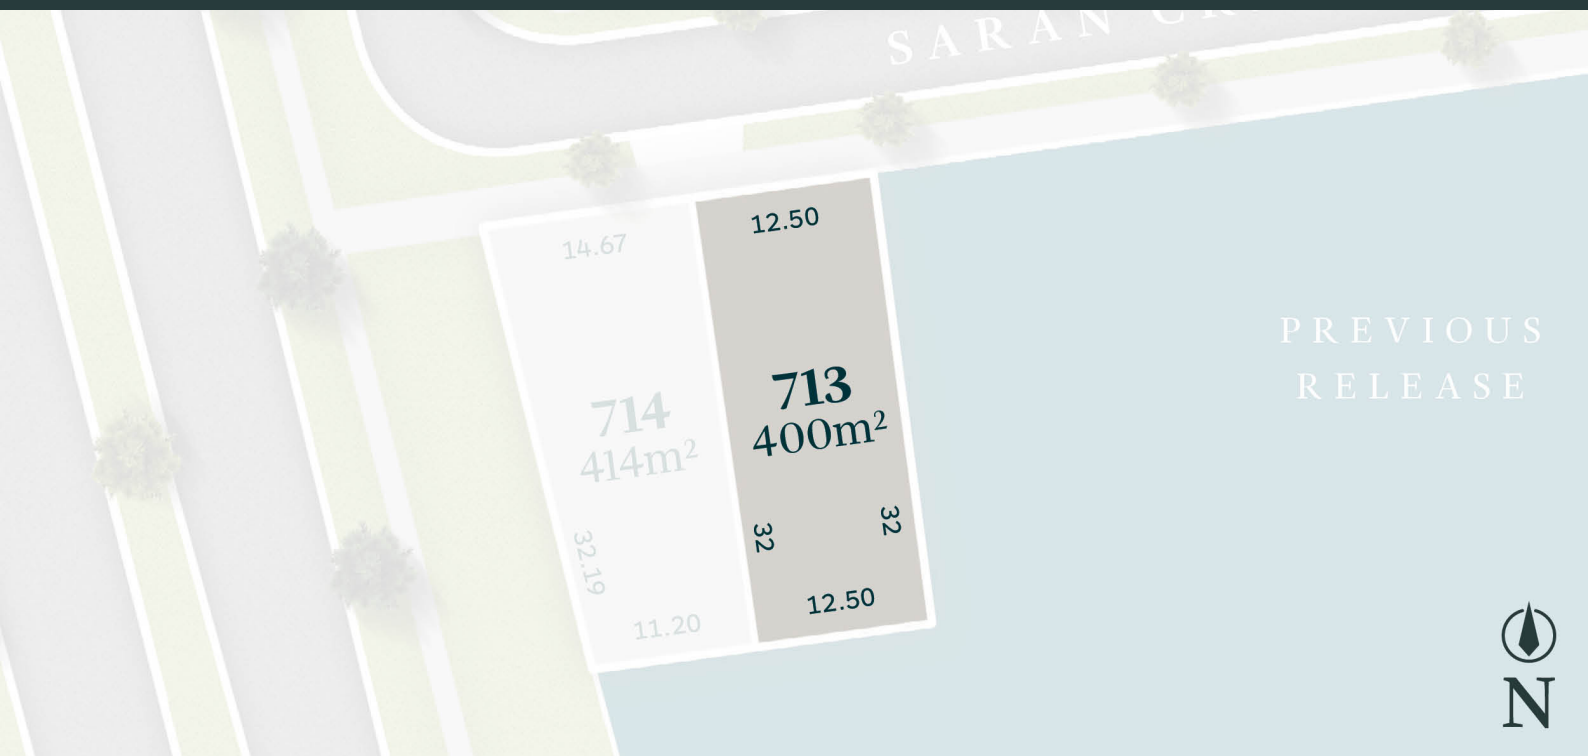 SARAN
12.50
14.67
PREVIOUS
RELEASE
713
400m²
714
414m²
32
32
32.19
12.50
11.20
N